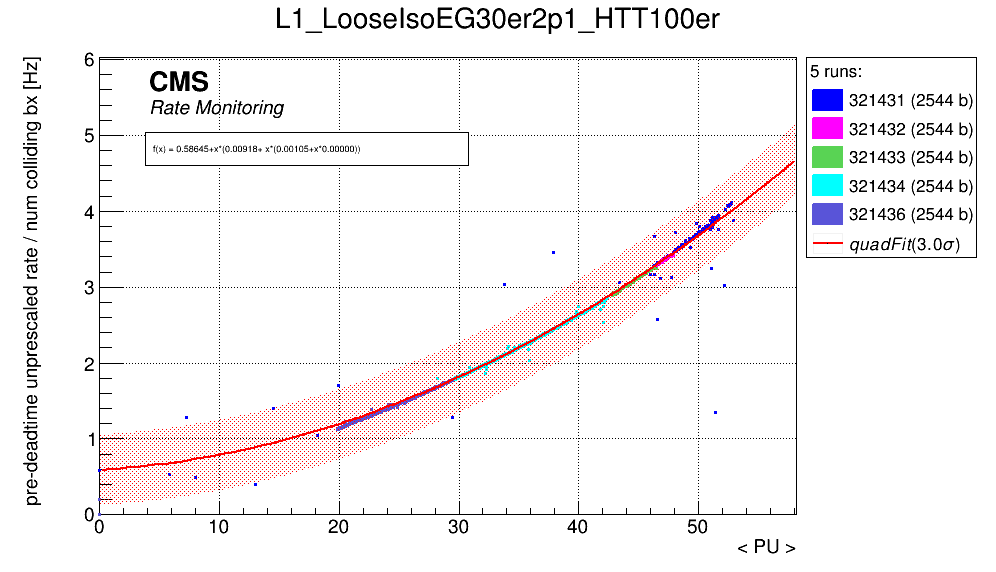 L1_LooseIsoEG30er2p1_HTT100er
pre-deadtime unprescaled rate / num colliding bx [Hz]
CMS
Rate Monitoring
f(x) = 0.58645+x*(0.00918+ x*(0.00105+x*0.00000))
6
5
4
3
2
1
0
0 10 20 30 40 50
< PU >
5 runs:
321431 (2544 b)
321432 (2544 b)
321433 (2544 b)
321434 (2544 b)
321436 (2544 b)
quadFit(3.0σ)